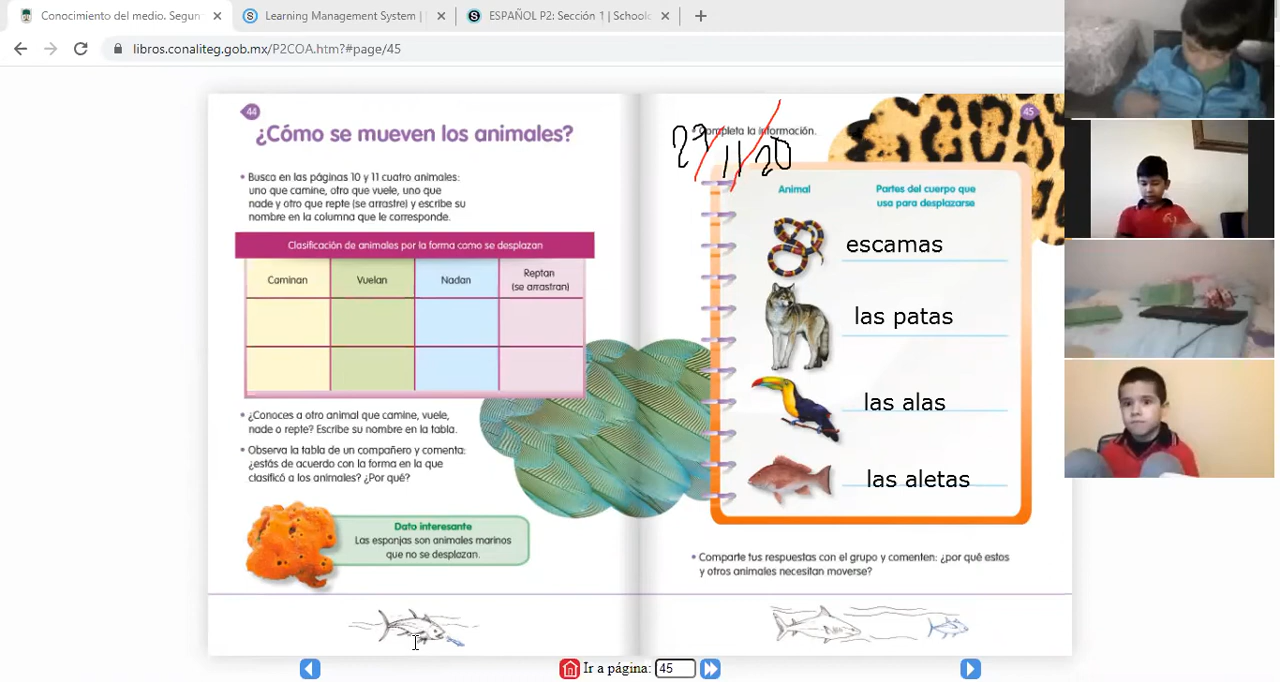 Conocimiento del medio. Segun
Learning Management System |
ESPAÑOL P2: Sección 1 | School
libros.conaliteg.gob.mx/P2COA.htm?#page/45
44
¿Cómo se mueven los animales?
• Busca en las páginas 10 y 11 cuatro animales:
uno que camine, otro que vuele, uno que
nade y otro que repte (se arrastre) y escribe su
nombre en la columna que le corresponde.
Clasificación de animales por la forma como se desplazan
Caminan
Vuelan
Nadan
Reptan
(se arrastran)
• ¿Conoces a otro animal que camine, vuele,
nade o repte? Escribe su nombre en la tabla.
• Observa la tabla de un compañero y comenta:
¿estás de acuerdo con la forma en la que
clasificó a los animales? ¿Por qué?
Dato interesante
Las esponjas son animales marinos
que no se desplazan.
45
• Completa la información.
29/11/20
Animal
Partes del cuerpo que
usa para desplazarse
escamas
las patas
las alas
las aletas
• Comparte tus respuestas con el grupo y comenten: ¿por qué estos
y otros animales necesitan moverse?
Ir a página: 45